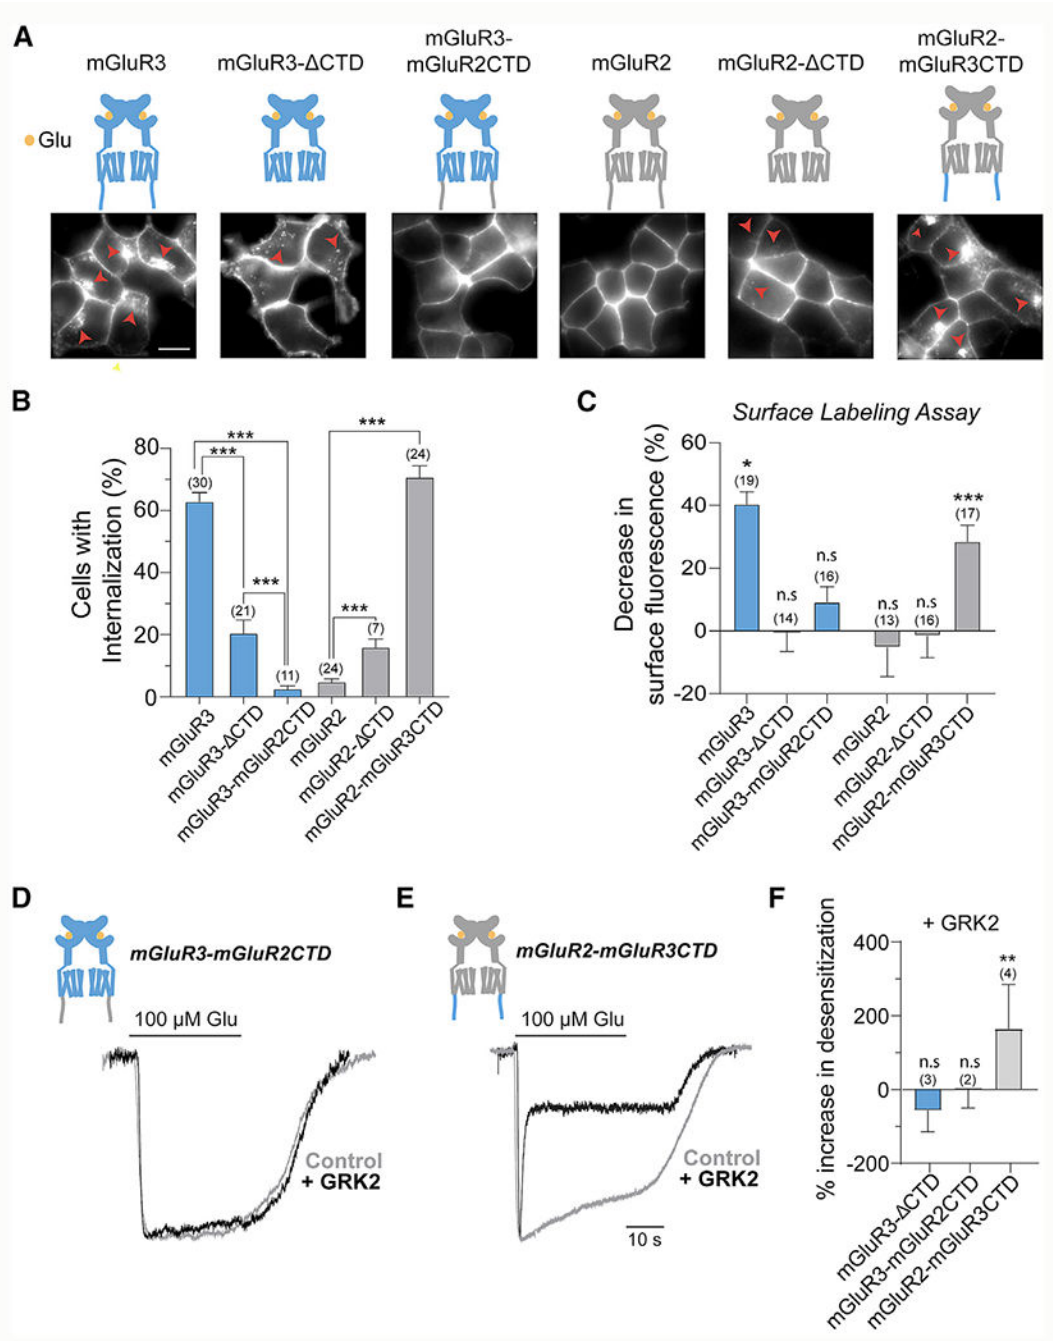 A
mGluR3
mGluR3-ΔCTD
mGluR3-
mGluR2CTD
mGluR2
mGluR2-ΔCTD
mGluR2-
mGluR3CTD
Glu
B
Cells with
Internalization (%)
80
60
40
20
0
(30)
(21)
(11)
(24)
(7)
(24)
***
***
***
***
***
mGluR3
mGluR3-ΔCTD
mGluR3-mGluR2CTD
mGluR2
mGluR2-ΔCTD
mGluR2-mGluR3CTD
C
Surface Labeling Assay
Decrease in
surface fluorescence (%)
60
40
20
0
-20
*
(19)
n.s
(14)
n.s
(16)
n.s
(13)
n.s
(16)
***
(17)
mGluR3
mGluR3-ΔCTD
mGluR3-mGluR2CTD
mGluR2
mGluR2-ΔCTD
mGluR2-mGluR3CTD
D
mGluR3-mGluR2CTD
100 µM Glu
Control
+ GRK2
E
mGluR2-mGluR3CTD
100 µM Glu
Control
+ GRK2
10 s
F
+ GRK2
% increase in desensitization
400
200
0
-200
n.s
(3)
n.s
(2)
**
(4)
mGluR3-ΔCTD
mGluR3-mGluR2CTD
mGluR2-mGluR3CTD